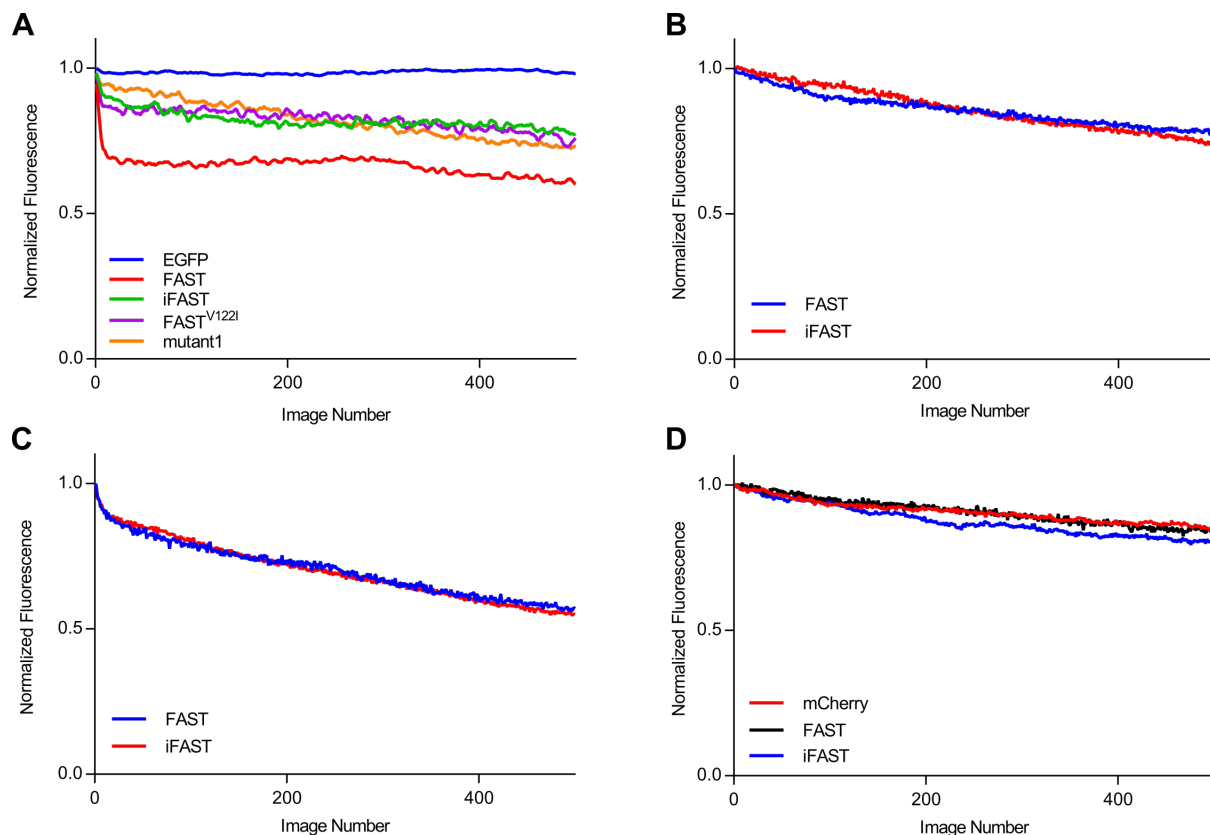 A
Normalized Fluorescence
1.0
0.5
0.0
EGFP
FAST
iFAST
FASTV122I
mutant1
0
200
400
Image Number
B
Normalized Fluorescence
1.0
0.5
0.0
FAST
iFAST
0
200
400
Image Number
C
Normalized Fluorescence
1.0
0.5
0.0
FAST
iFAST
0
200
400
Image Number
D
Normalized Fluorescence
1.0
0.5
0.0
mCherry
FAST
iFAST
0
200
400
Image Number